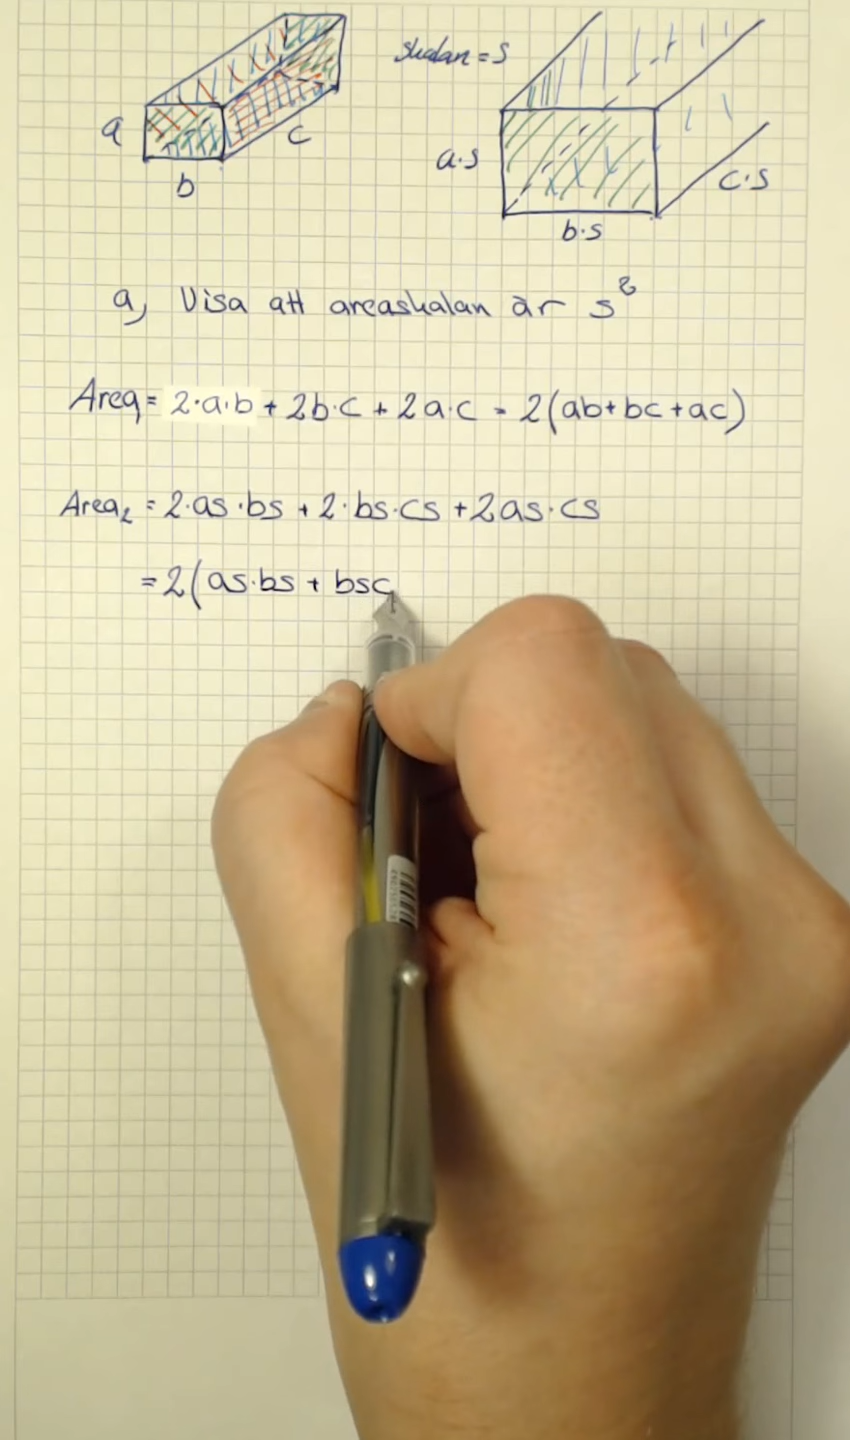 a
b
c
skalan = s
a·s
b·s
c·s
a) Visa att areaskalan är s²
Area = 2·a·b + 2b·c + 2a·c = 2(ab+bc+ac)
Area₂ = 2·as·bs + 2·bs·cs + 2as·cs
= 2(as·bs + bsc